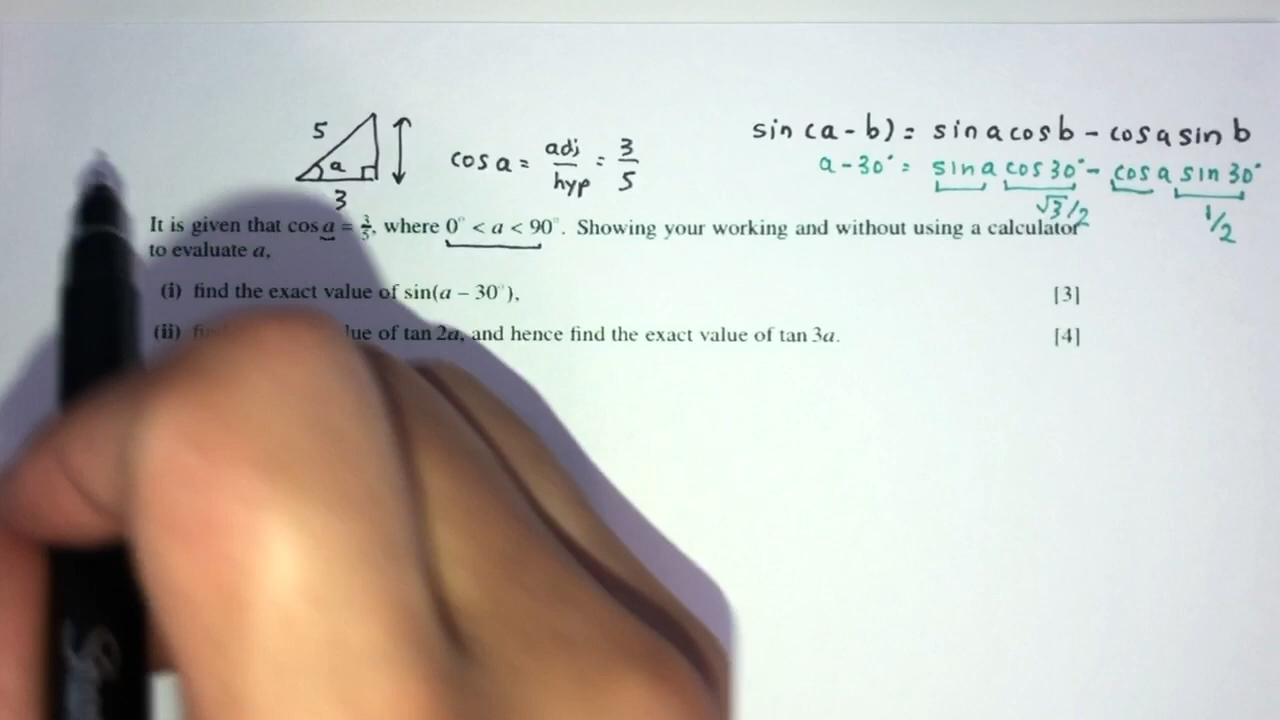 5
a
3
cos a = adj/hyp = 3/5
sin(a - b) = sin a cos b - cos a sin b
a - 30° = sin a cos 30° - cos a sin 30°
√3/2
1/2
It is given that cos a = 3/5, where 0° < a < 90°. Showing your working and without using a calculator
to evaluate a,
(i) find the exact value of sin(a − 30°), [3]
(ii) lue of tan 2a, and hence find the exact value of tan 3a. [4]